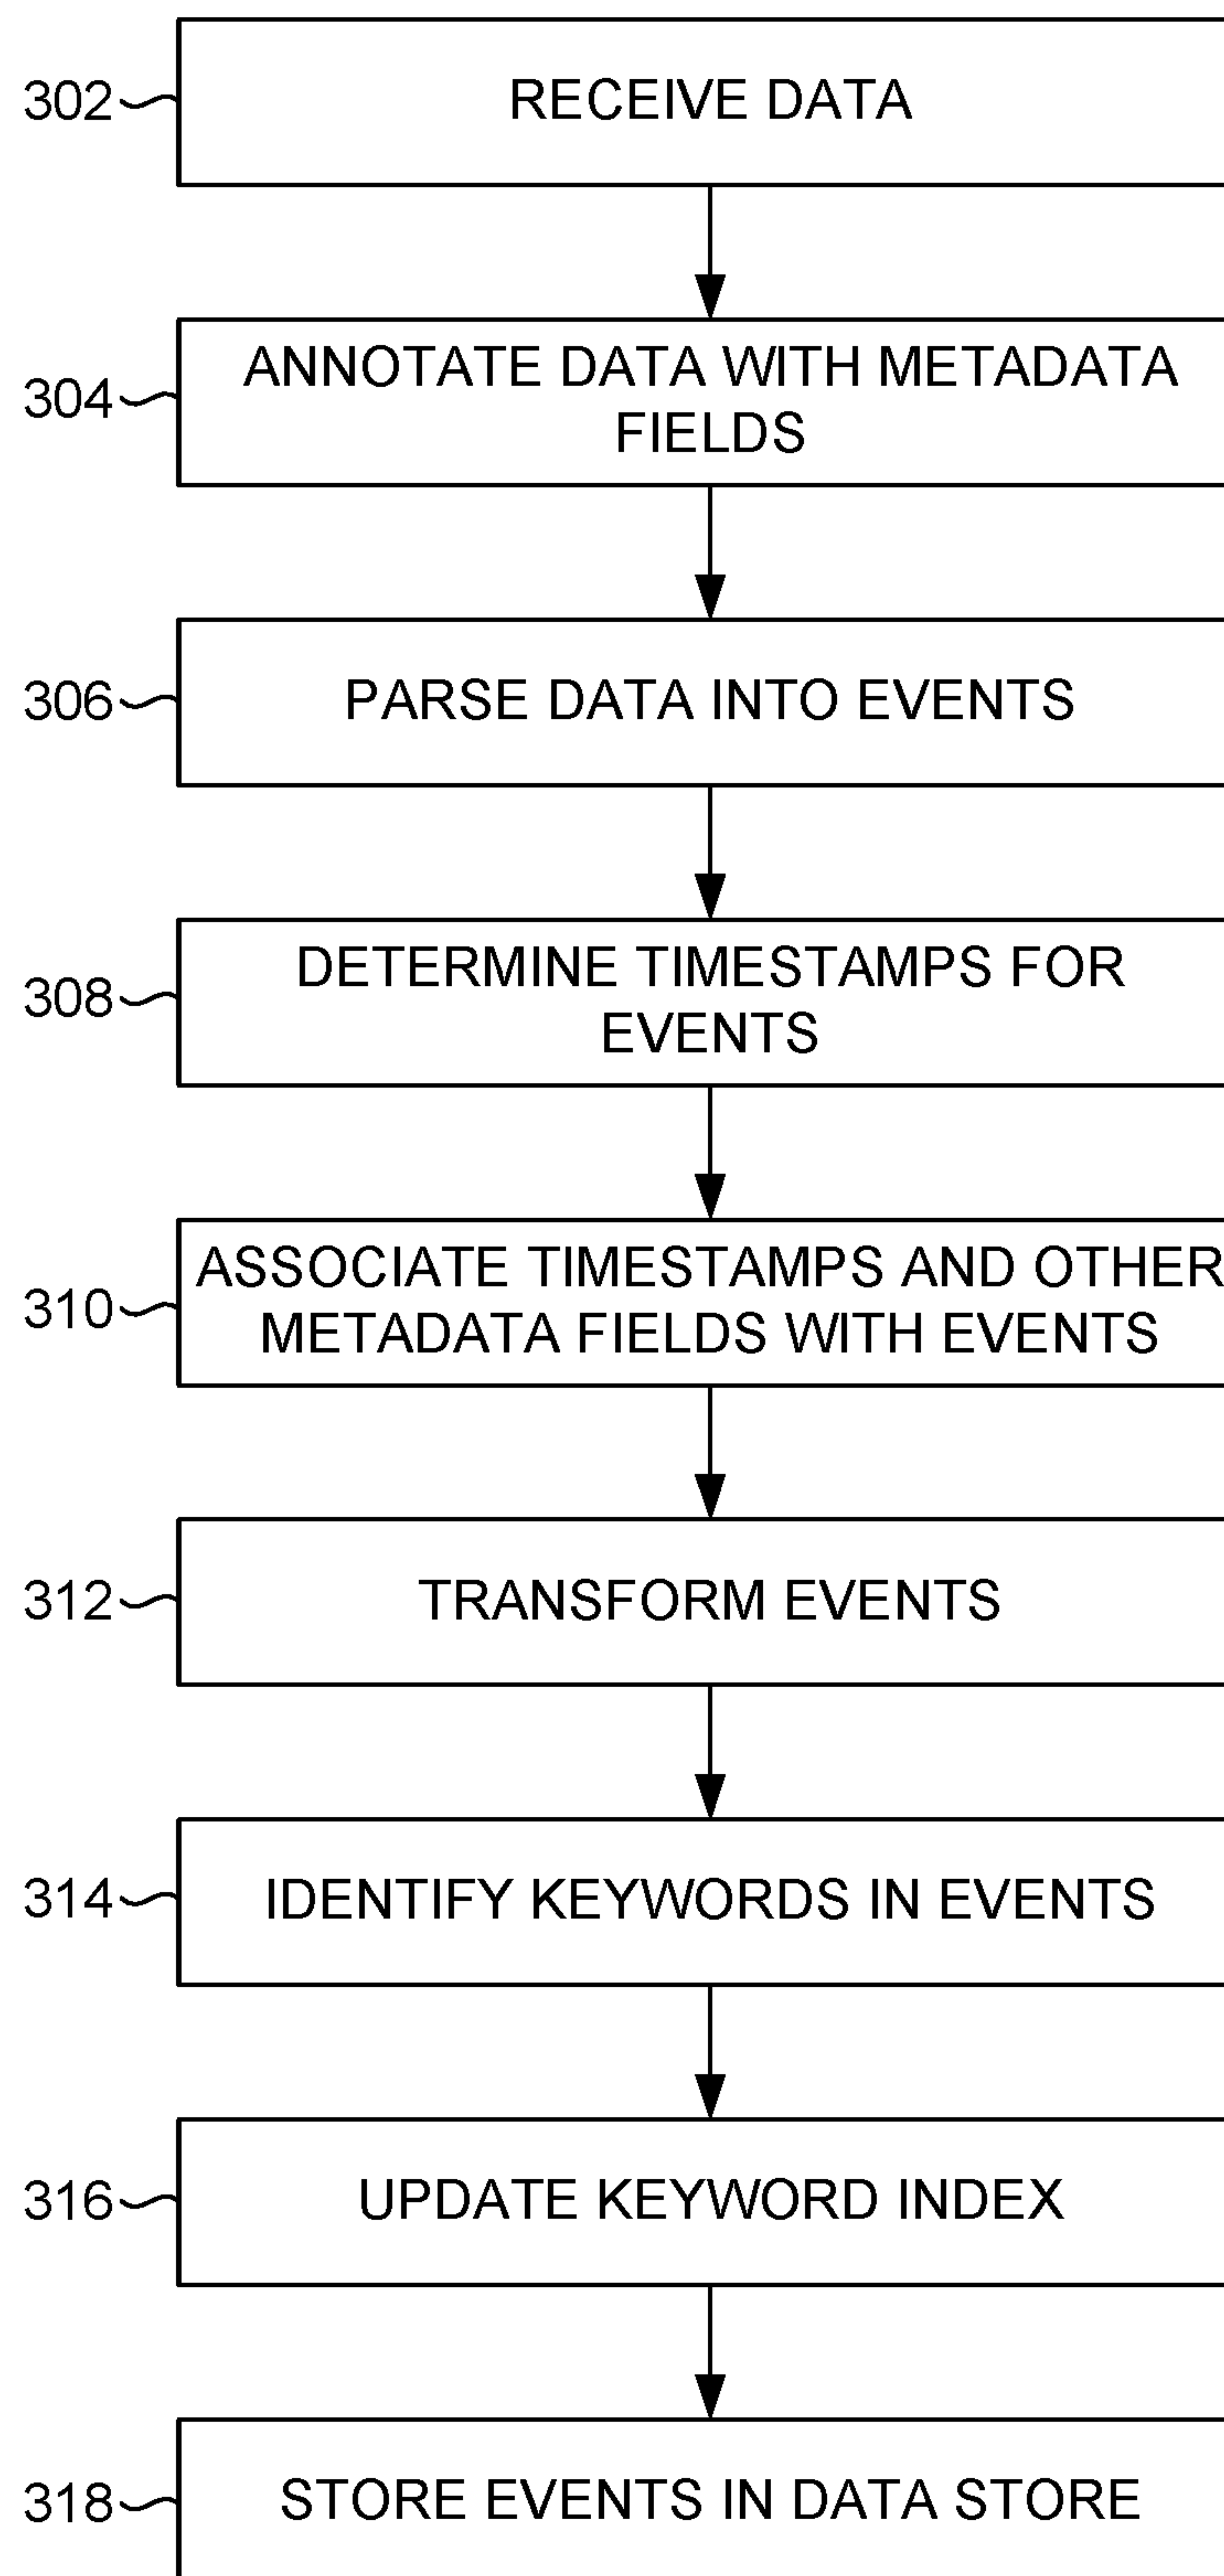 302
RECEIVE DATA
304
ANNOTATE DATA WITH METADATA
FIELDS
306
PARSE DATA INTO EVENTS
308
DETERMINE TIMESTAMPS FOR
EVENTS
310
ASSOCIATE TIMESTAMPS AND OTHER
METADATA FIELDS WITH EVENTS
312
TRANSFORM EVENTS
314
IDENTIFY KEYWORDS IN EVENTS
316
UPDATE KEYWORD INDEX
318
STORE EVENTS IN DATA STORE